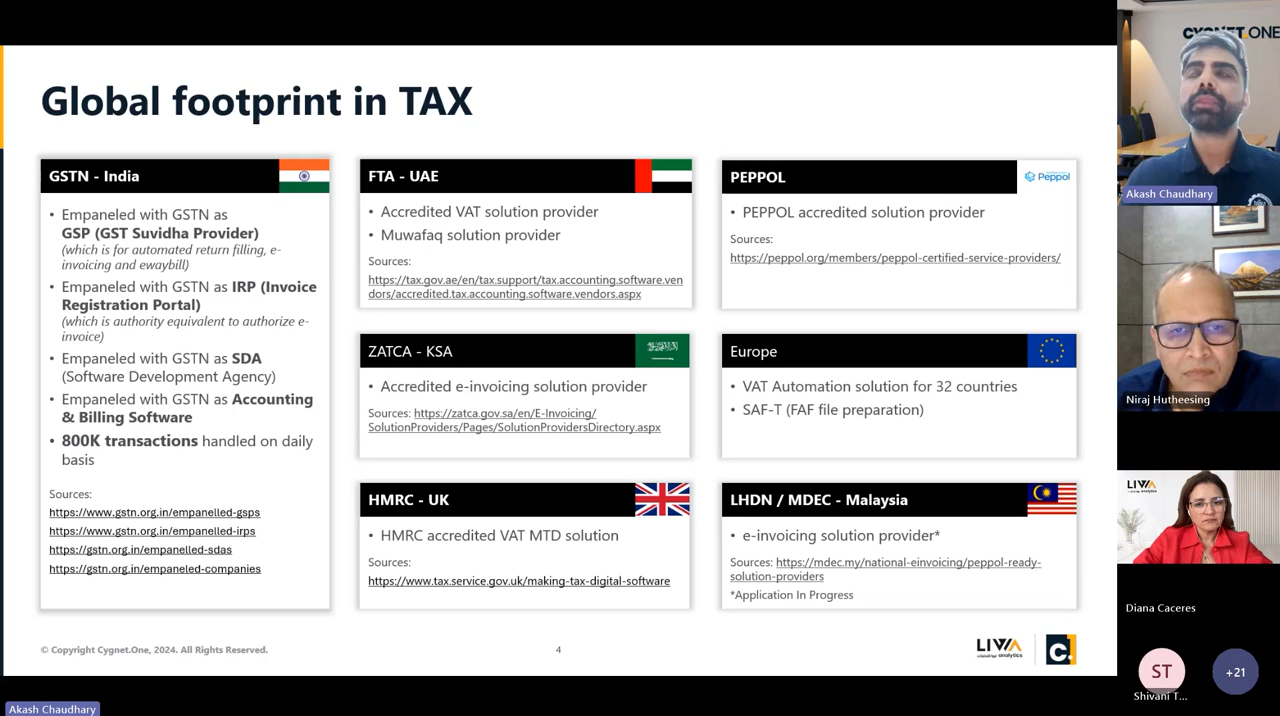 Global footprint in TAX
GSTN - India
• Empaneled with GSTN as
GSP (GST Suvidha Provider)
(which is for automated return filling, e-
invoicing and ewaybill)
• Empaneled with GSTN as IRP (Invoice
Registration Portal)
(which is authority equivalent to authorize e-
invoice)
• Empaneled with GSTN as SDA
(Software Development Agency)
• Empaneled with GSTN as Accounting
& Billing Software
• 800K transactions handled on daily
basis
Sources:
https://www.gstn.org.in/empanelled-gsps
https://www.gstn.org.in/empanelled-irps
https://gstn.org.in/empanelled-sdas
https://gstn.org.in/empaneled-companies
FTA - UAE
• Accredited VAT solution provider
• Muwafaq solution provider
Sources:
https://tax.gov.ae/en/tax.support/tax.accounting.software.ven
dors/accredited.tax.accounting.software.vendors.aspx
PEPPOL
Peppol
• PEPPOL accredited solution provider
Sources:
https://peppol.org/members/peppol-certified-service-providers/
ZATCA - KSA
• Accredited e-invoicing solution provider
Sources: https://zatca.gov.sa/en/E-Invoicing/
SolutionProviders/Pages/SolutionProvidersDirectory.aspx
Europe
• VAT Automation solution for 32 countries
• SAF-T (FAF file preparation)
HMRC - UK
• HMRC accredited VAT MTD solution
Sources:
https://www.tax.service.gov.uk/making-tax-digital-software
LHDN / MDEC - Malaysia
• e-invoicing solution provider*
Sources: https://mdec.my/national-einvoicing/peppol-ready-
solution-providers
*Application In Progress
© Copyright Cygnet.One, 2024. All Rights Reserved.
4
LIWA
analytics
C.
Akash Chaudhary
CYGNET.ONE
Akash Chaudhary
Niraj Hutheesing
LIWA
analytics
Diana Caceres
ST
Shivani T...
+21